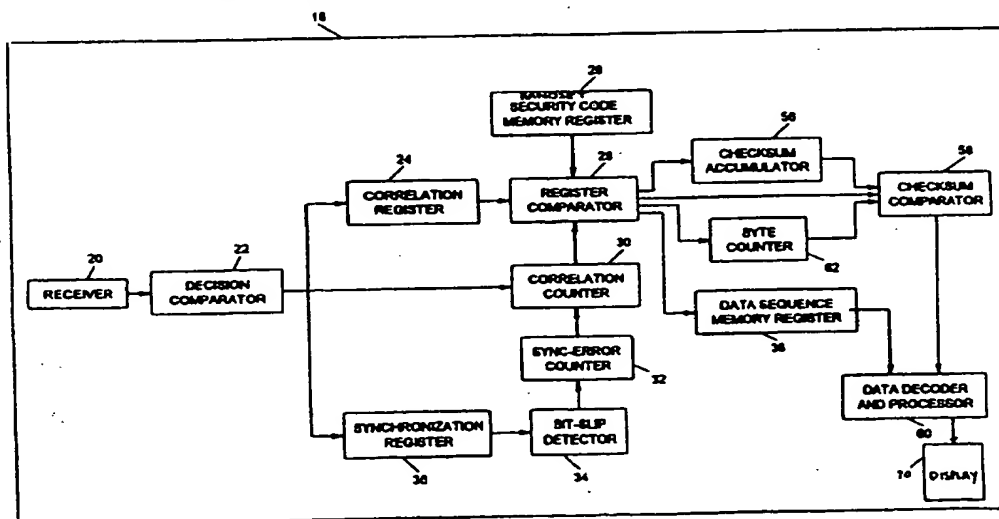 18
26
SECURITY CODE
MEMORY REGISTER
24
CORRELATION
REGISTER
28
REGISTER
COMPARATOR
56
CHECKSUM
ACCUMULATOR
58
CHECKSUM
COMPARATOR
BYTE
COUNTER
62
20
RECEIVER
22
DECISION
COMPARATOR
30
CORRELATION
COUNTER
DATA SEQUENCE
MEMORY REGISTER
38
SYNC-ERROR
COUNTER
32
SYNCHRONIZATION
REGISTER
36
BIT-SLIP
DETECTOR
34
DATA DECODER
AND PROCESSOR
60
70
DISPLAY